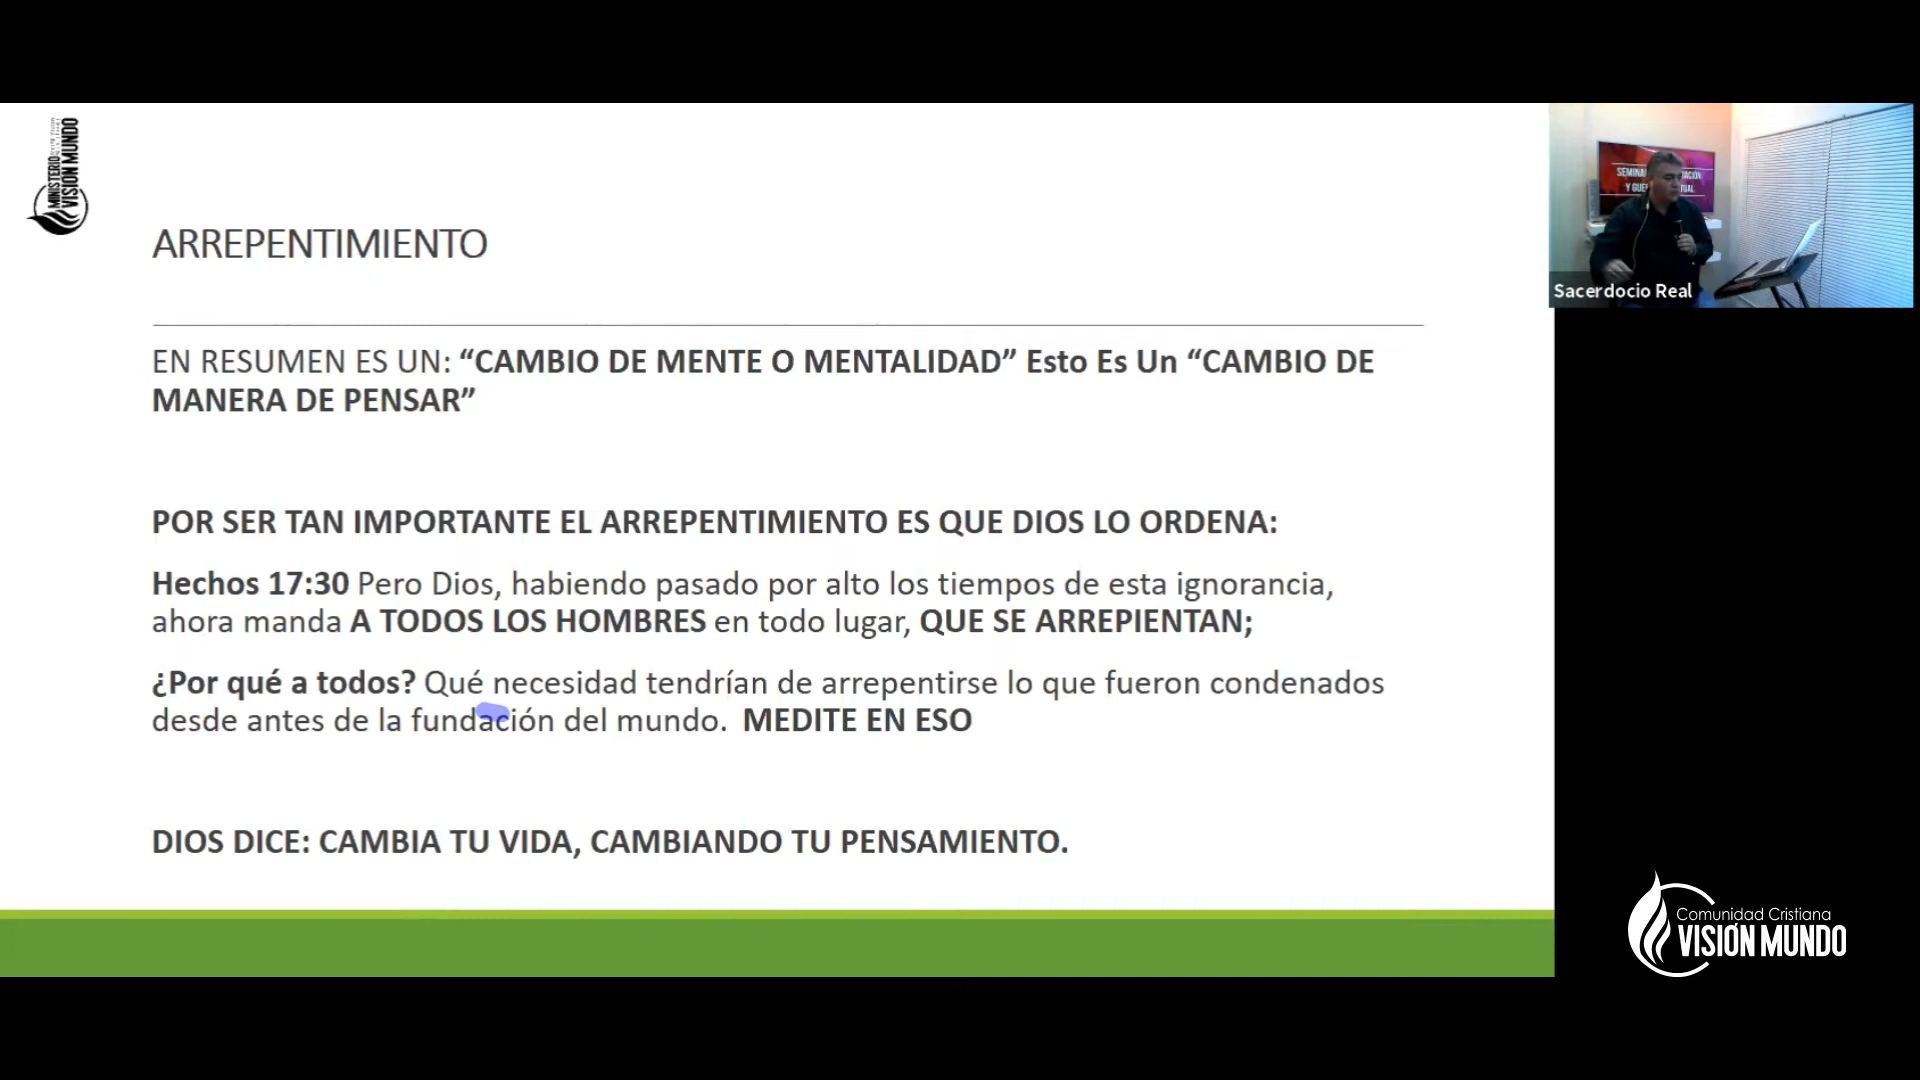 MINISTERIO
VISIÓN MUNDO
ARREPENTIMIENTO
EN RESUMEN ES UN: “CAMBIO DE MENTE O MENTALIDAD” Esto Es Un “CAMBIO DE
MANERA DE PENSAR”
POR SER TAN IMPORTANTE EL ARREPENTIMIENTO ES QUE DIOS LO ORDENA:
Hechos 17:30 Pero Dios, habiendo pasado por alto los tiempos de esta ignorancia,
ahora manda A TODOS LOS HOMBRES en todo lugar, QUE SE ARREPIENTAN;
¿Por qué a todos? Qué necesidad tendrían de arrepentirse lo que fueron condenados
desde antes de la fundación del mundo. MEDITE EN ESO
DIOS DICE: CAMBIA TU VIDA, CAMBIANDO TU PENSAMIENTO.
Sacerdocio Real
Comunidad Cristiana
VISIÓN MUNDO